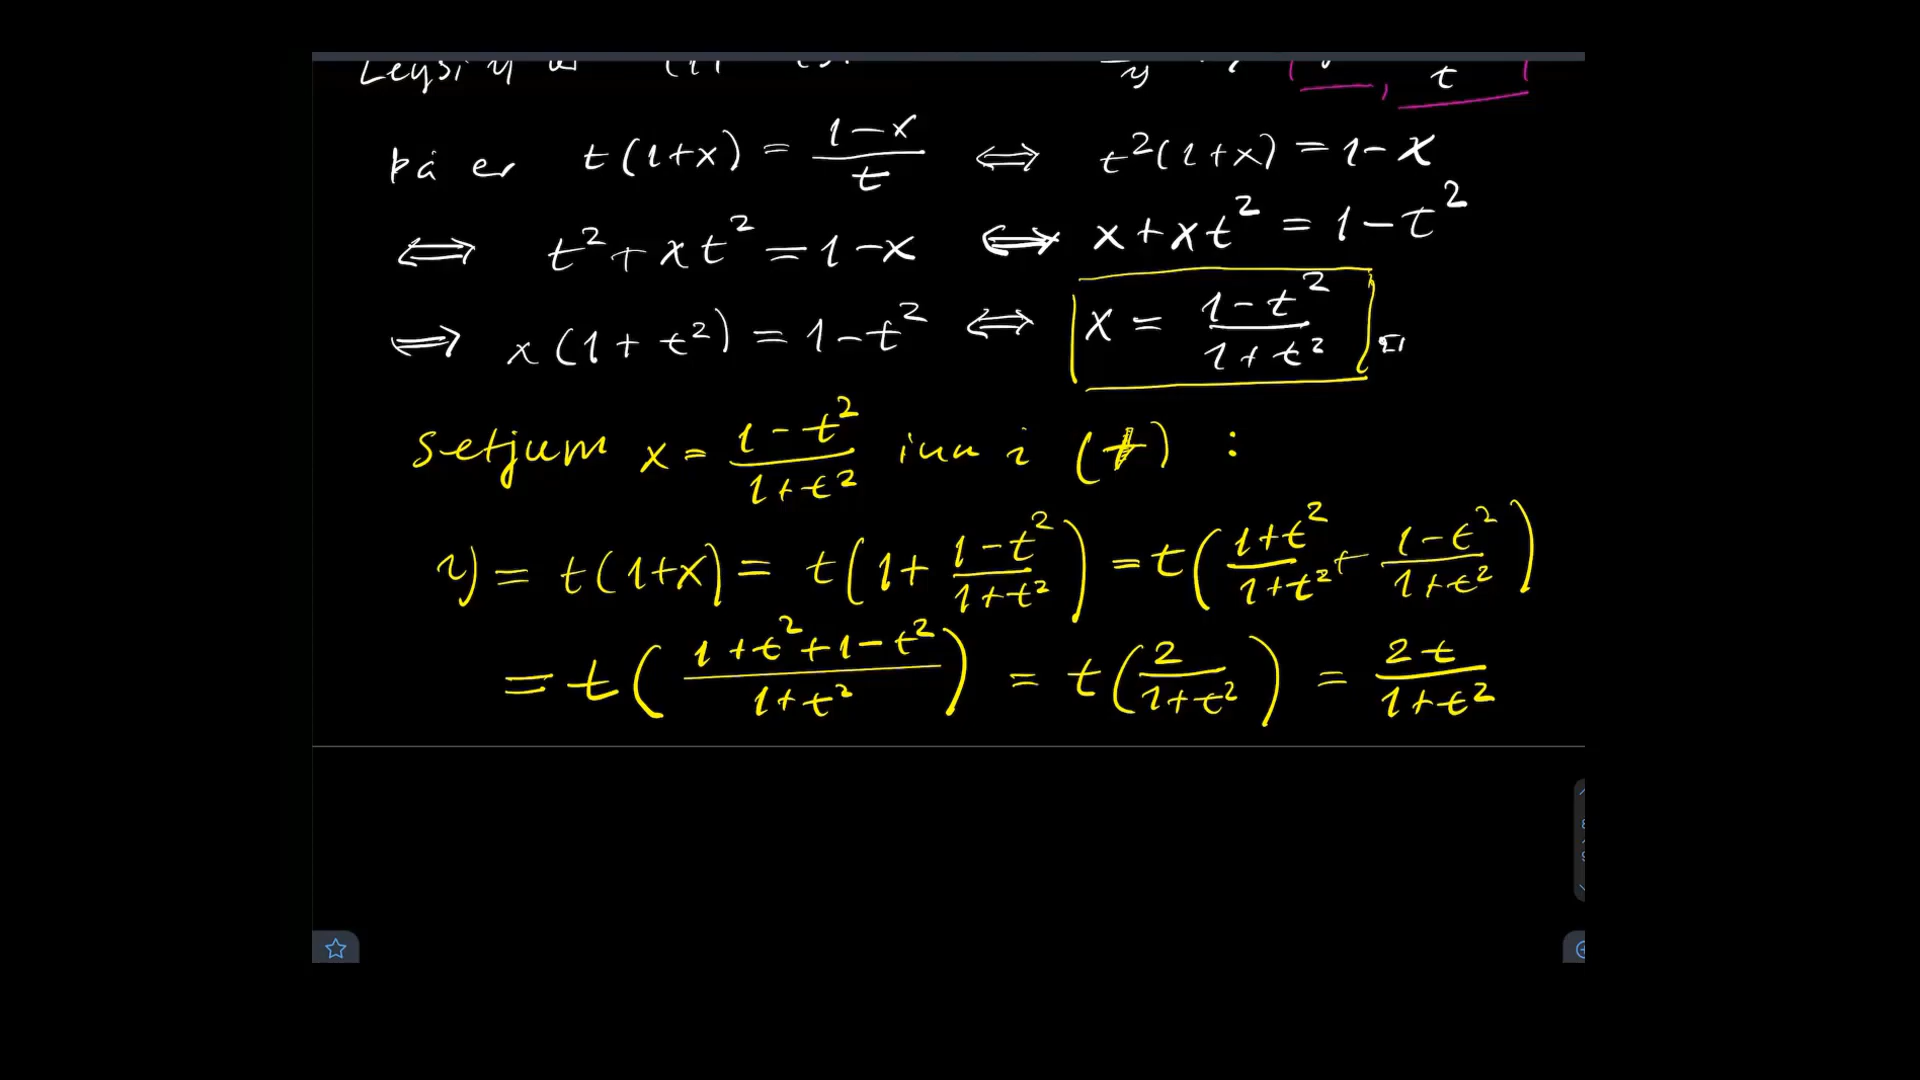 Leysi y
y t
Þá er t(1+x) = (1-x)/t ⇔ t²(1+x) = 1-x
⇔ t² + xt² = 1-x ⇔ x + xt² = 1-t²
⇔ x(1+t²) = 1-t² ⇔ x = (1-t²)/(1+t²)
Setjum x = (1-t²)/(1+t²) inn í (t) :
y = t(1+x) = t(1 + (1-t²)/(1+t²)) = t((1+t²)/(1+t²) + (1-t²)/(1+t²))
= t((1+t²+1-t²)/(1+t²)) = t(2/(1+t²)) = 2t/(1+t²)